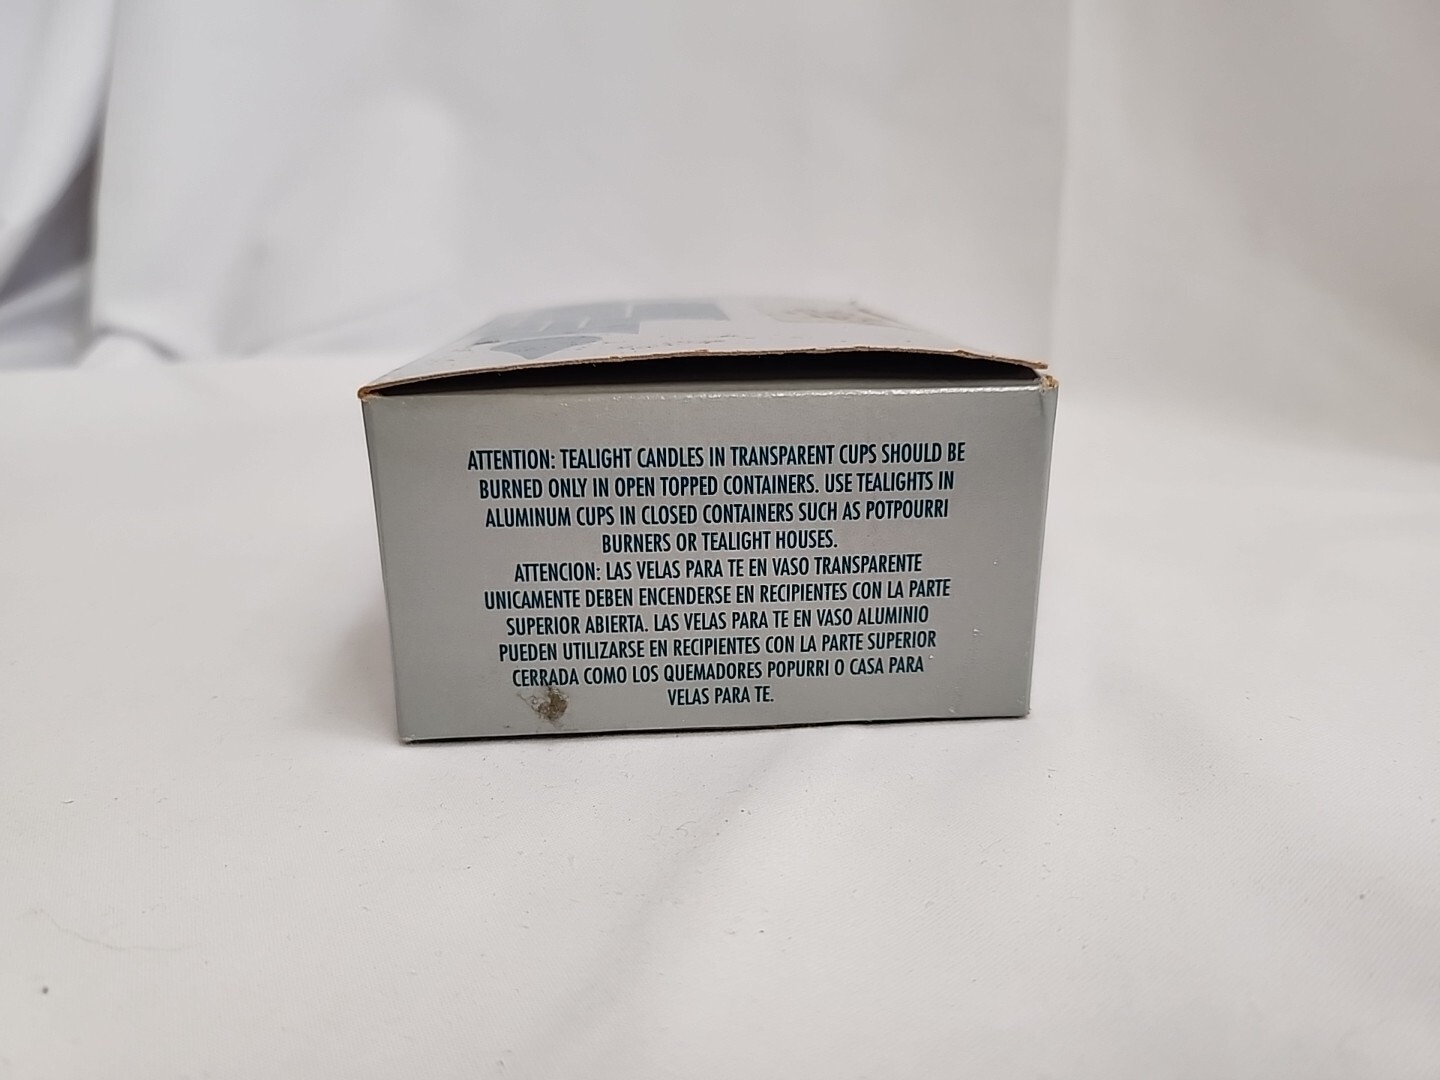 ATTENTION: TEALIGHT CANDLES IN TRANSPARENT CUPS SHOULD BE
BURNED ONLY IN OPEN TOPPED CONTAINERS. USE TEALIGHTS IN
ALUMINUM CUPS IN CLOSED CONTAINERS SUCH AS POTPOURRI
BURNERS OR TEALIGHT HOUSES.
ATTENCION: LAS VELAS PARA TE EN VASO TRANSPARENTE
UNICAMENTE DEBEN ENCENDERSE EN RECIPIENTES CON LA PARTE
SUPERIOR ABIERTA. LAS VELAS PARA TE EN VASO ALUMINIO
PUEDEN UTILIZARSE EN RECIPIENTES CON LA PARTE SUPERIOR
CERRADA COMO LOS QUEMADORES POPURRI O CASA PARA
VELAS PARA TE.